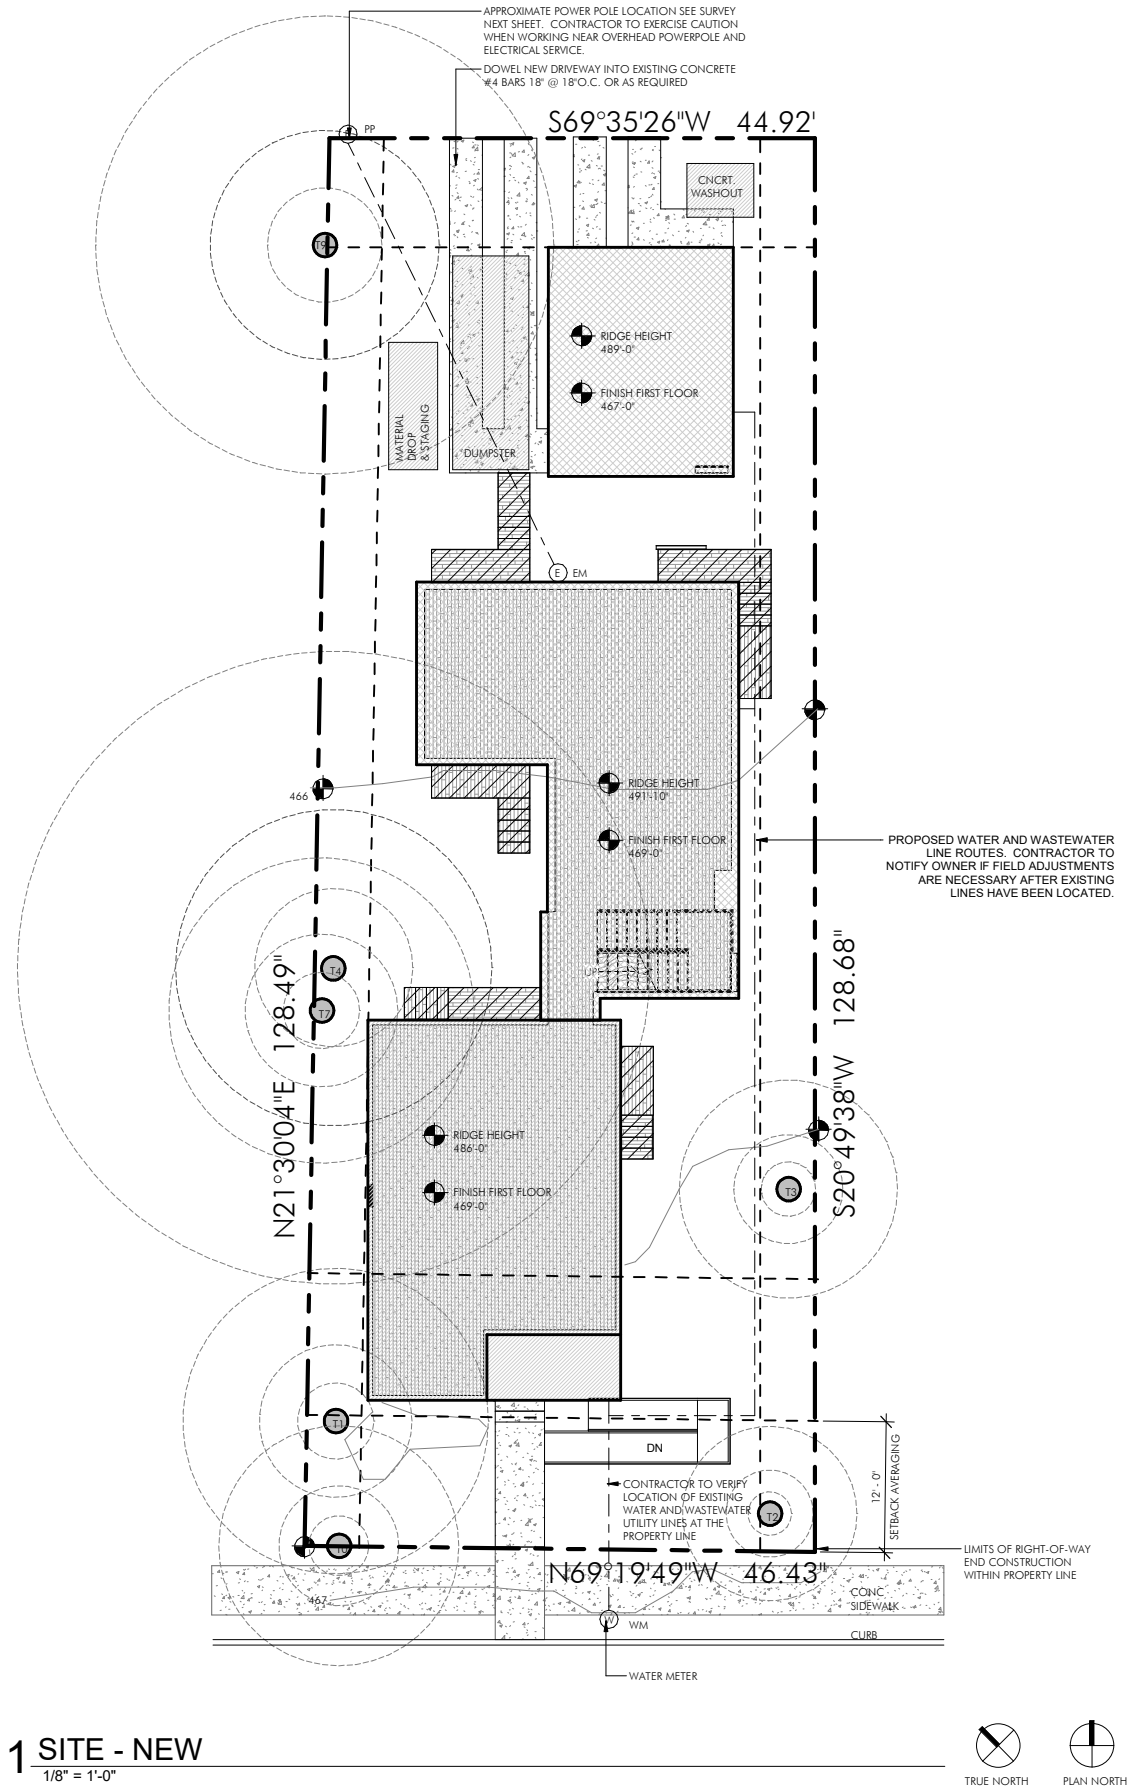 APPROXIMATE POWER POLE LOCATION SEE SURVEY
NEXT SHEET. CONTRACTOR TO EXERCISE CAUTION
WHEN WORKING NEAR OVERHEAD POWERPOLE AND
ELECTRICAL SERVICE.
DOWEL NEW DRIVEWAY INTO EXISTING CONCRETE
#4 BARS 18" @ 18"O.C. OR AS REQUIRED
S69°35'26"W 44.92'
PP
CNCRT.
WASHOUT
T9
RIDGE HEIGHT
489'-0"
FINISH FIRST FLOOR
467'-0"
MATERIAL
DROP
& STAGING
DUMPSTER
E EM
RIDGE HEIGHT
491'-10"
466
FINISH FIRST FLOOR
469'-0"
PROPOSED WATER AND WASTEWATER
LINE ROUTES. CONTRACTOR TO
NOTIFY OWNER IF FIELD ADJUSTMENTS
ARE NECESSARY AFTER EXISTING
LINES HAVE BEEN LOCATED.
UP
T4
T7
N21°30'04"E 128.49"
S20°49'38"W 128.68"
RIDGE HEIGHT
486'-0"
FINISH FIRST FLOOR
469'-0"
T3
T1
DN
12' - 0"
SETBACK AVERAGING
CONTRACTOR TO VERIFY
LOCATION OF EXISTING
WATER AND WASTEWATER
UTILITY LINES AT THE
PROPERTY LINE
T2
LIMITS OF RIGHT-OF-WAY
END CONSTRUCTION
WITHIN PROPERTY LINE
N69°19'49"W 46.43"
467
CONC
SIDEWALK
W WM
CURB
WATER METER
1 SITE - NEW
1/8" = 1'-0"
TRUE NORTH
PLAN NORTH